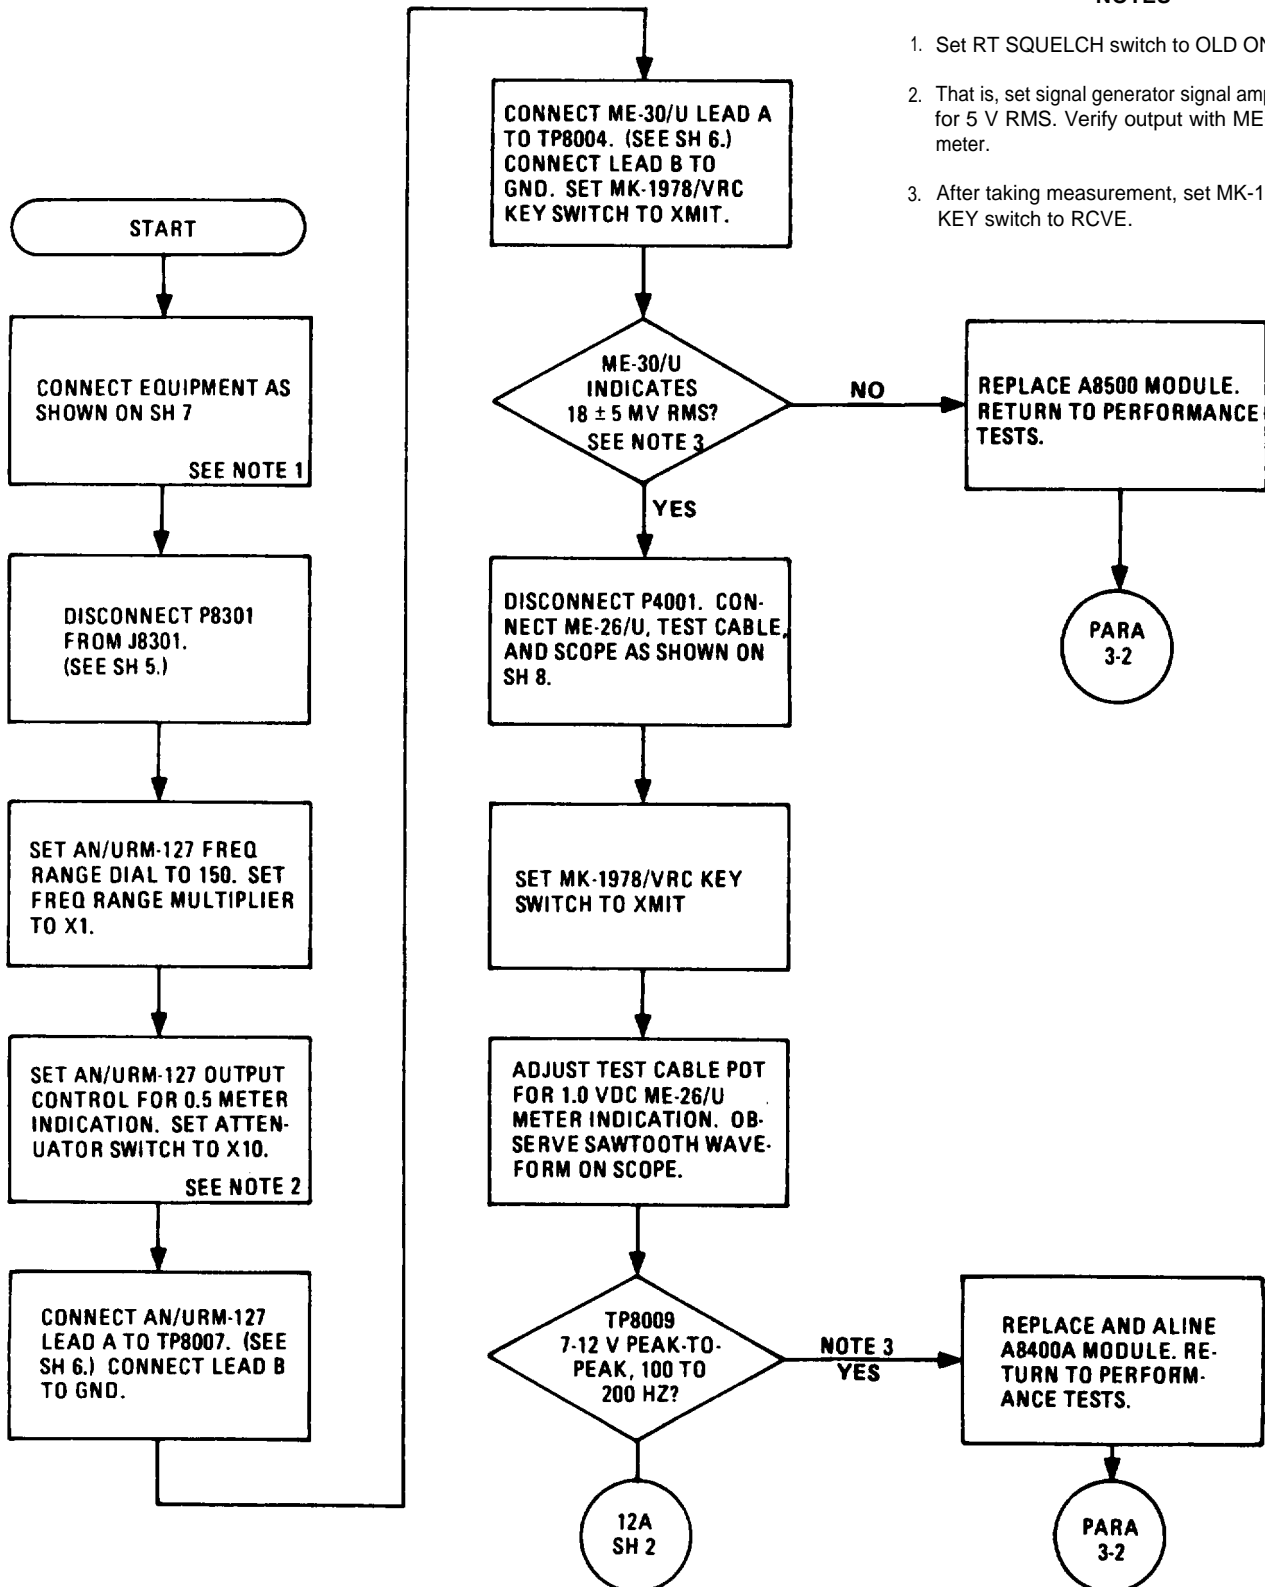 START
CONNECT EQUIPMENT AS
SHOWN ON SH 7
SEE NOTE 1
DISCONNECT P8301
FROM J8301.
(SEE SH 5.)
SET AN/URM-127 FREQ
RANGE DIAL TO 150. SET
FREQ RANGE MULTIPLIER
TO X1.
SET AN/URM-127 OUTPUT
CONTROL FOR 0.5 METER
INDICATION. SET ATTEN-
UATOR SWITCH TO X10.
SEE NOTE 2
CONNECT AN/URM-127
LEAD A TO TP8007. (SEE
SH 6.) CONNECT LEAD B
TO GND.
CONNECT ME-30/U LEAD A
TO TP8004. (SEE SH 6.)
CONNECT LEAD B TO
GND. SET MK-1978/VRC
KEY SWITCH TO XMIT.
ME-30/U
INDICATES
18 ± 5 MV RMS?
SEE NOTE 3
NO
YES
REPLACE A8500 MODULE.
RETURN TO PERFORMANCE
TESTS.
PARA
3-2
DISCONNECT P4001. CON-
NECT ME-26/U, TEST CABLE,
AND SCOPE AS SHOWN ON
SH 8.
SET MK-1978/VRC KEY
SWITCH TO XMIT
ADJUST TEST CABLE POT
FOR 1.0 VDC ME-26/U
METER INDICATION. OB-
SERVE SAWTOOTH WAVE-
FORM ON SCOPE.
TP8009
7-12 V PEAK-TO-
PEAK, 100 TO
200 HZ?
NOTE 3
YES
REPLACE AND ALINE
A8400A MODULE. RE-
TURN TO PERFORM-
ANCE TESTS.
PARA
3-2
12A
SH 2
NOTES
1. Set RT SQUELCH switch to OLD
2. That is, set signal generator signal
for 5 V RMS. Verify output with
meter.
3. After taking measurement, set
KEY switch to RCVE.